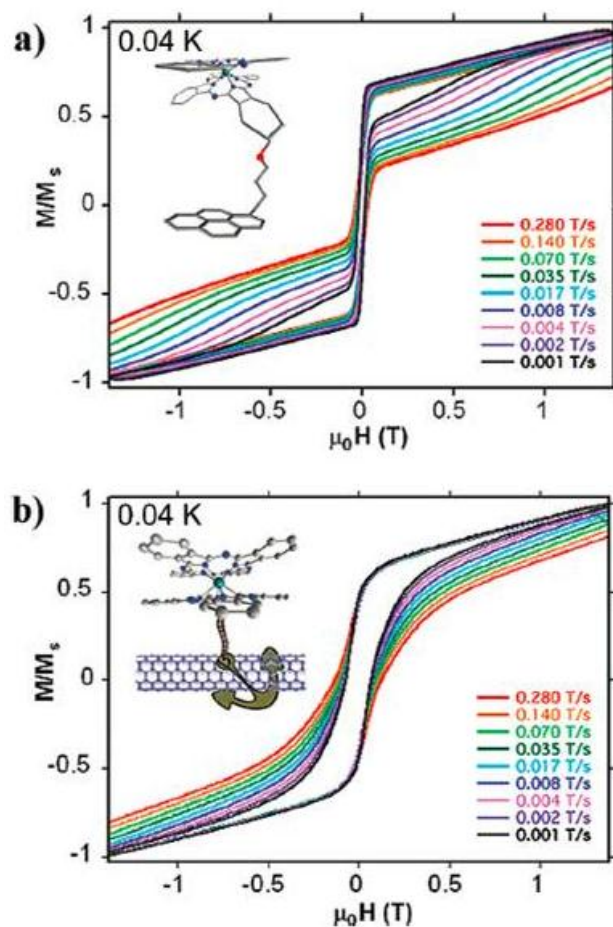 a)
0.04 K
M/Mₛ
1
0.5
0
-0.5
-1
0.280 T/s
0.140 T/s
0.070 T/s
0.035 T/s
0.017 T/s
0.008 T/s
0.004 T/s
0.002 T/s
0.001 T/s
-1 -0.5 0 0.5 1
μ₀H (T)
b)
0.04 K
M/Mₛ
1
0.5
0
-0.5
-1
0.280 T/s
0.140 T/s
0.070 T/s
0.035 T/s
0.017 T/s
0.008 T/s
0.004 T/s
0.002 T/s
0.001 T/s
-1 -0.5 0 0.5 1
μ₀H (T)